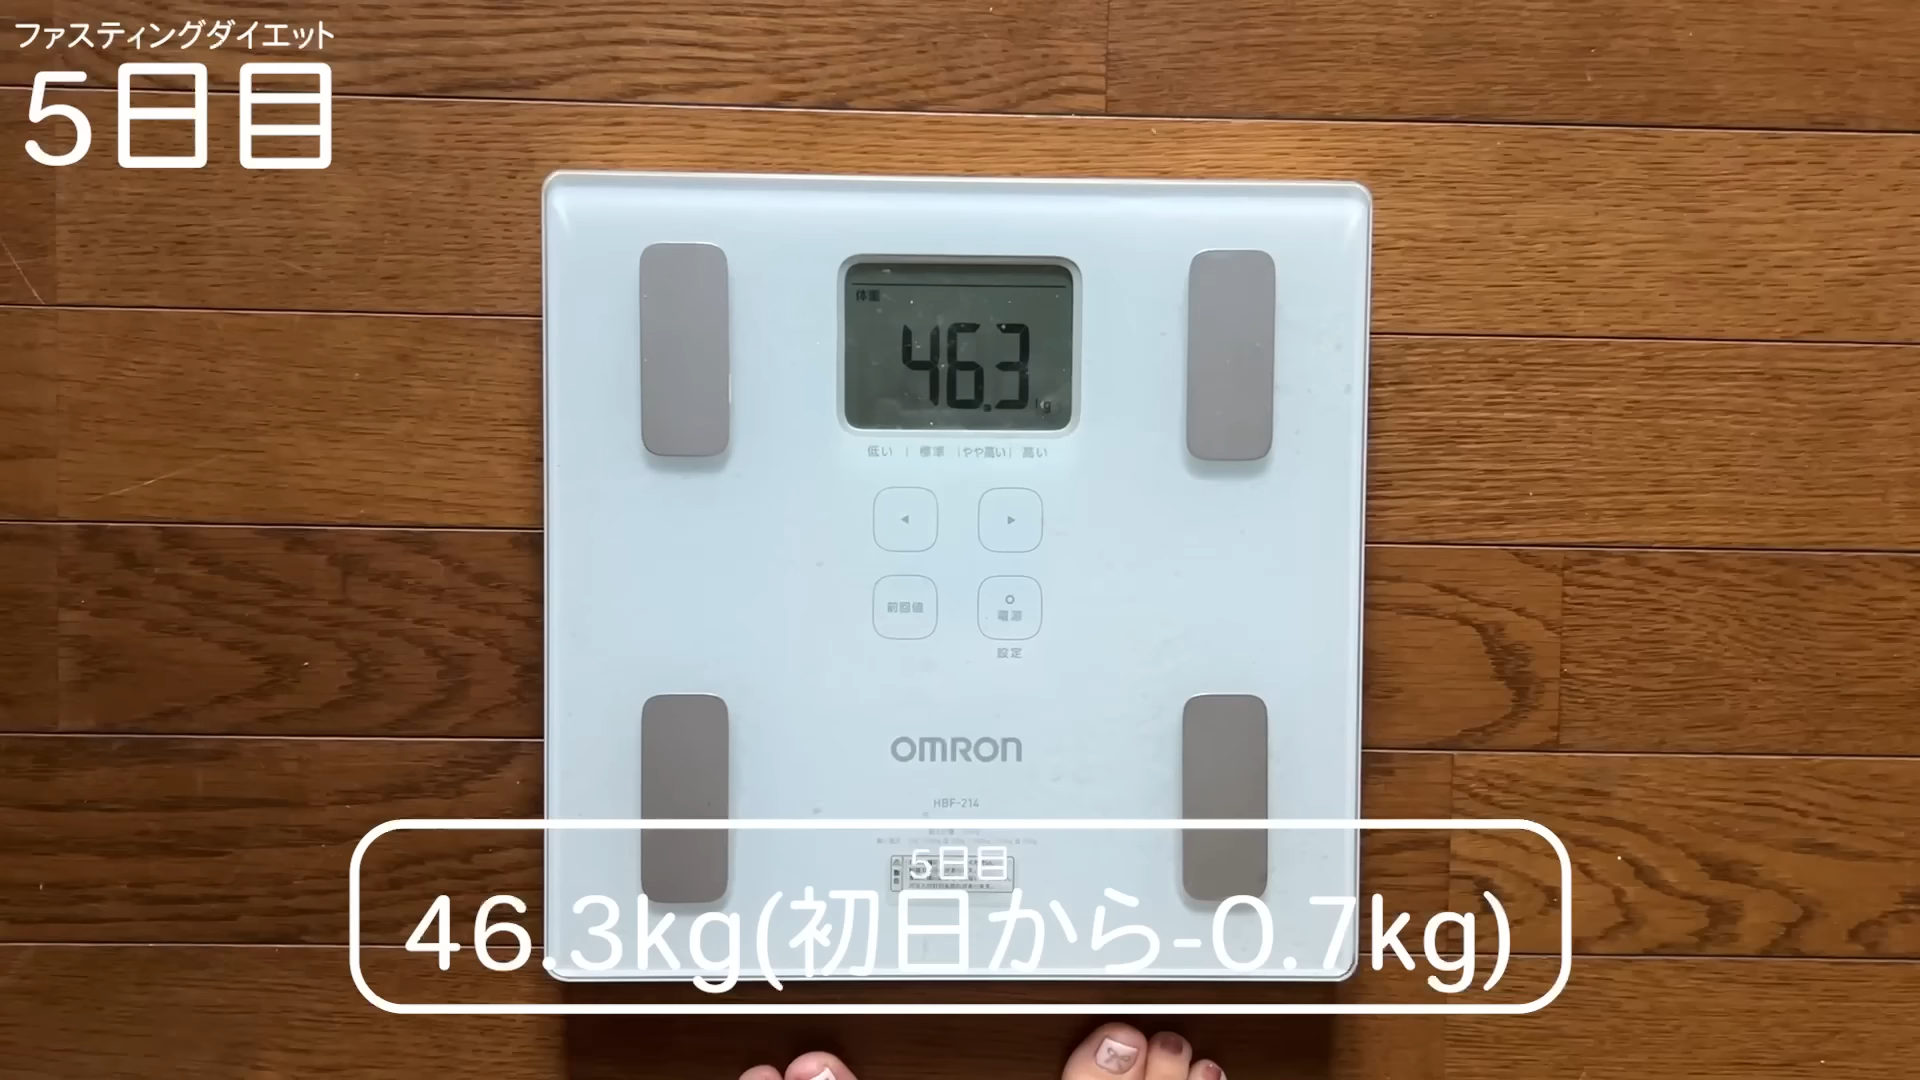 ファスティングダイエット
5日目
体重
46.3
kg
低い | 標準 | やや高い | 高い
前回値
電源
設定
OMRON
HBF-214
5日目
46.3kg(初日から-0.7kg)